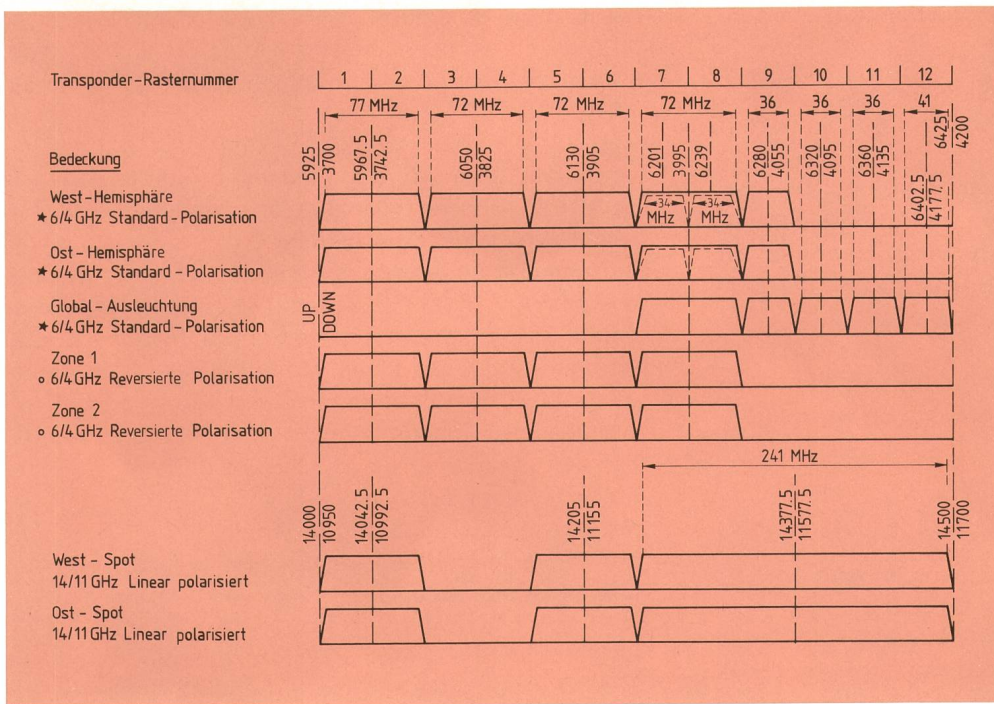 Transponder-Rasternummer
1 2 3 4 5 6 7 8 9 10 11 12
77 MHz 72 MHz 72 MHz 72 MHz 36 36 36 41
Bedeckung
5925 3700
5967.5 3742.5
6050 3825
6130 3905
6201
3995
6239
6280 4055
6320 4095
6360 4135
6402.5 4177.5
6425 4200
West-Hemisphäre
★ 6/4 GHz Standard-Polarisation
34 MHz
34 MHz
Ost-Hemisphäre
★ 6/4 GHz Standard-Polarisation
Global-Ausleuchtung
★ 6/4 GHz Standard-Polarisation
UP
DOWN
Zone 1
o 6/4 GHz Reversierte Polarisation
Zone 2
o 6/4 GHz Reversierte Polarisation
241 MHz
14000 10950
14042.5 10992.5
14205 11155
14377.5 11577.5
14500 11700
West-Spot
14/11 GHz Linear polarisiert
Ost-Spot
14/11 GHz Linear polarisiert